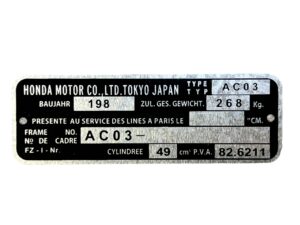 HONDA MOTOR CO.,LTD.TOKYO JAPAN TYPE TYP AC03
BAUJAHR 198 ZUL. GES. GEWICHT. 268 Kg.
PRESENTE AU SERVICE DES LINES A PARIS LE "CM.
FRAME NO. AC03-
Nº DE CADRE
FZ - I - Nr.
CYLINDREE 49 cm³ P.V.A. 82.6211